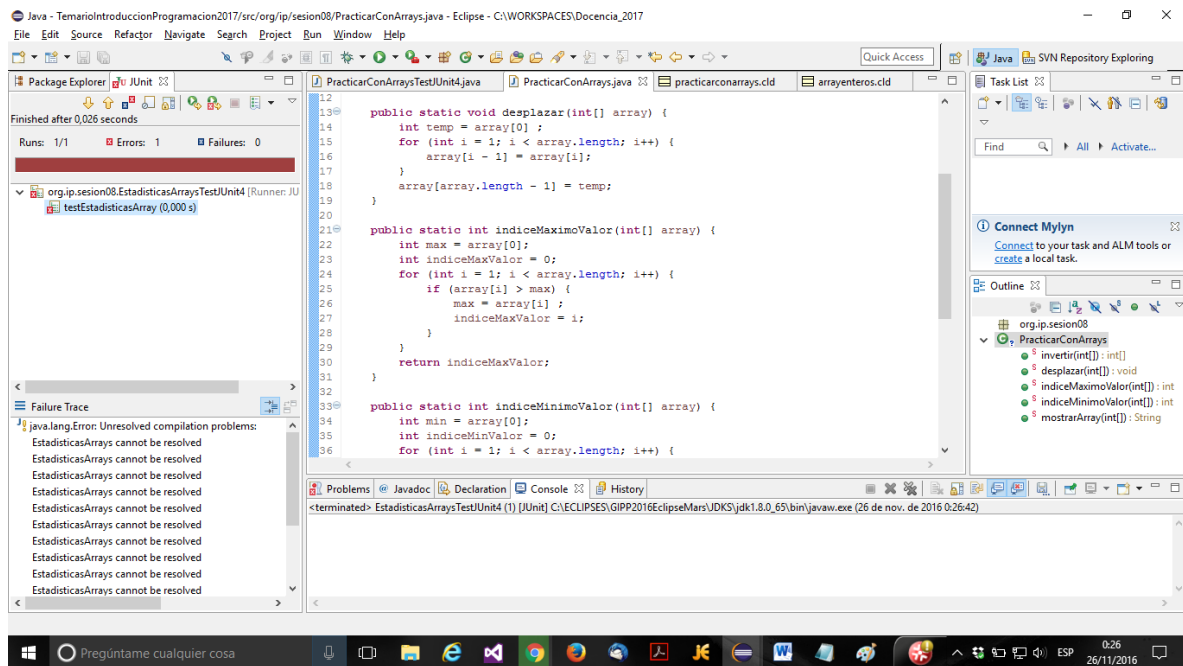 Java - TemarioIntroduccionProgramacion2017/src/org/ip/sesion08/PracticarConArrays.java - Eclipse - C:\WORKSPACES\Docencia_2017
File Edit Source Refactor Navigate Search Project Run Window Help
Quick Access
Java
SVN Repository Exploring
Package Explorer
JUnit
Finished after 0,026 seconds
Runs: 1/1 Errors: 1 Failures: 0
org.ip.sesion08.EstadisticasArraysTestJUnit4 [Runner: JU
testEstadisticasArray (0,000 s)
Failure Trace
java.lang.Error: Unresolved compilation problems:
EstadisticasArrays cannot be resolved
EstadisticasArrays cannot be resolved
EstadisticasArrays cannot be resolved
EstadisticasArrays cannot be resolved
EstadisticasArrays cannot be resolved
EstadisticasArrays cannot be resolved
EstadisticasArrays cannot be resolved
EstadisticasArrays cannot be resolved
EstadisticasArrays cannot be resolved
EstadisticasArrays cannot be resolved
PracticarConArraysTestJUnit4.java
PracticarConArrays.java
practicarconarrays.cld
arrayenteros.cld
12
13 public static void desplazar(int[] array) {
14 int temp = array[0] ;
15 for (int i = 1; i < array.length; i++) {
16 array[i - 1] = array[i];
17 }
18 array[array.length - 1] = temp;
19 }
20
21 public static int indiceMaximoValor(int[] array) {
22 int max = array[0];
23 int indiceMaxValor = 0;
24 for (int i = 1; i < array.length; i++) {
25 if (array[i] > max) {
26 max = array[i] ;
27 indiceMaxValor = i;
28 }
29 }
30 return indiceMaxValor;
31 }
32
33 public static int indiceMinimoValor(int[] array) {
34 int min = array[0];
35 int indiceMinValor = 0;
36 for (int i = 1; i < array.length; i++) {
Task List
Find
All
Activate...
Connect Mylyn
Connect to your task and ALM tools or
create a local task.
Outline
org.ip.sesion08
PracticarConArrays
S invertir(int[]) : int[]
S desplazar(int[]) : void
S indiceMaximoValor(int[]) : int
S indiceMinimoValor(int[]) : int
S mostrarArray(int[]) : String
Problems
@ Javadoc
Declaration
Console
History
<terminated> EstadisticasArraysTestJUnit4 (1) [JUnit] C:\ECLIPSES\GIPP2016EclipseMars\JDKS\jdk1.8.0_65\bin\javaw.exe (26 de nov. de 2016 0:26:42)
Pregúntame cualquier cosa
ESP
0:26
26/11/2016